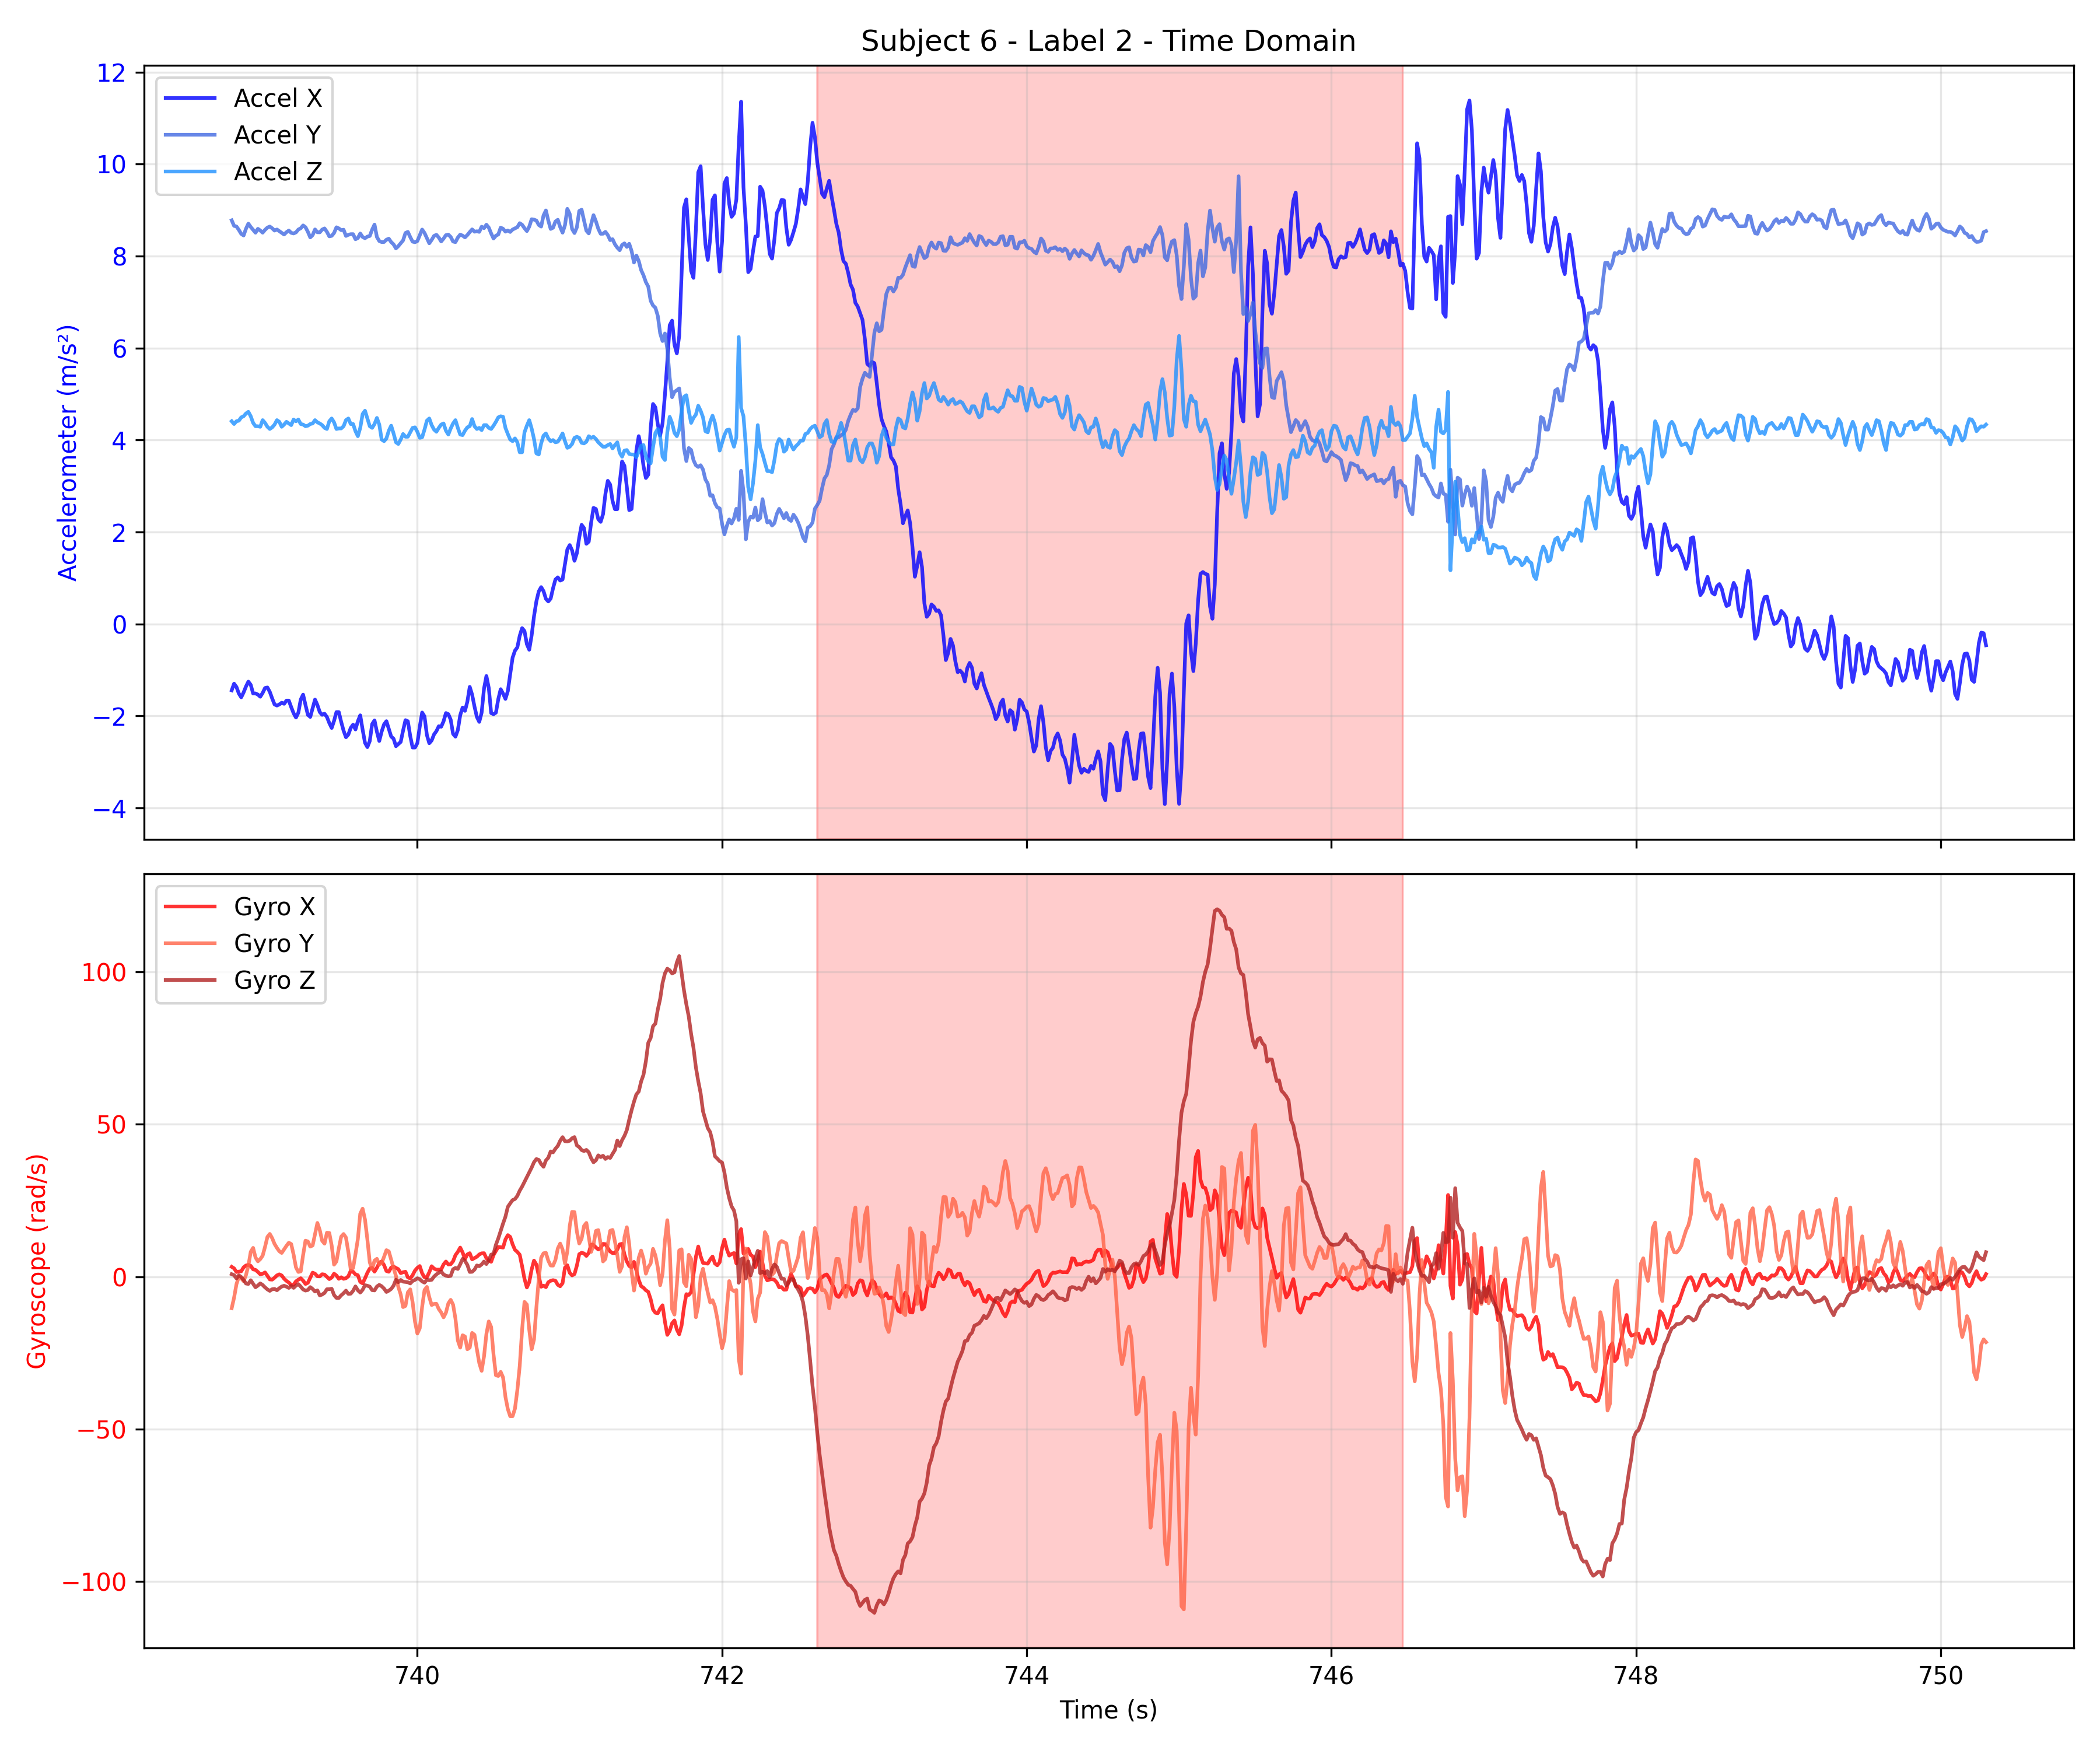 Subject 6 - Label 2 - Time Domain
12
10
8
6
4
2
0
−2
−4
Accelerometer (m/s²)
Accel X
Accel Y
Accel Z
100
50
0
−50
−100
Gyroscope (rad/s)
Gyro X
Gyro Y
Gyro Z
740 742 744 746 748 750
Time (s)